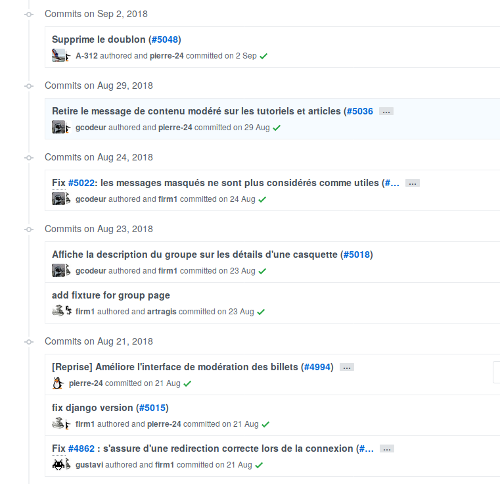 Commits on Sep 2, 2018
Supprime le doublon (#5048)
A-312 authored and pierre-24 committed on 2 Sep
Commits on Aug 29, 2018
Retire le message de contenu modéré sur les tutoriels et articles (#5036 …
gcodeur authored and pierre-24 committed on 29 Aug
Commits on Aug 24, 2018
Fix #5022: les messages masqués ne sont plus considérés comme utiles (#… …
gcodeur authored and firm1 committed on 24 Aug
Commits on Aug 23, 2018
Affiche la description du groupe sur les détails d'une casquette (#5018)
gcodeur authored and firm1 committed on 23 Aug
add fixture for group page
firm1 authored and artragis committed on 23 Aug
Commits on Aug 21, 2018
[Reprise] Améliore l'interface de modération des billets (#4994) …
pierre-24 committed on 21 Aug
fix django version (#5015)
firm1 authored and pierre-24 committed on 21 Aug
Fix #4862 : s'assure d'une redirection correcte lors de la connexion (#… …
gustavi authored and firm1 committed on 21 Aug